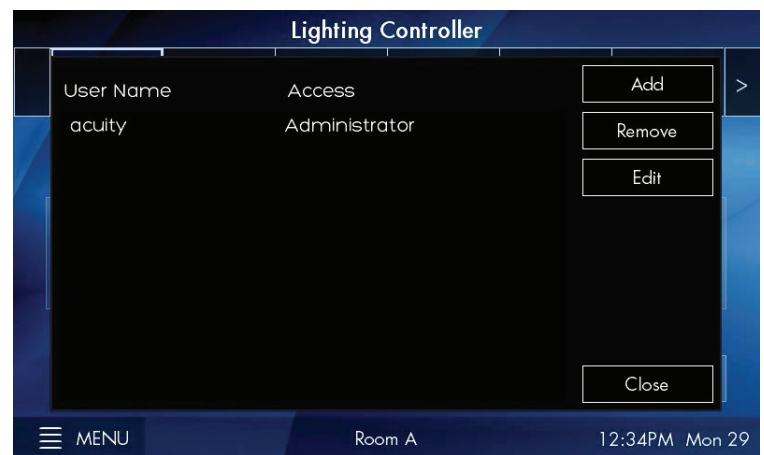 Lighting Controller
User Name Access Add
>
acuity Administrator Remove
Edit
Close
MENU Room A 12:34PM Mon 29